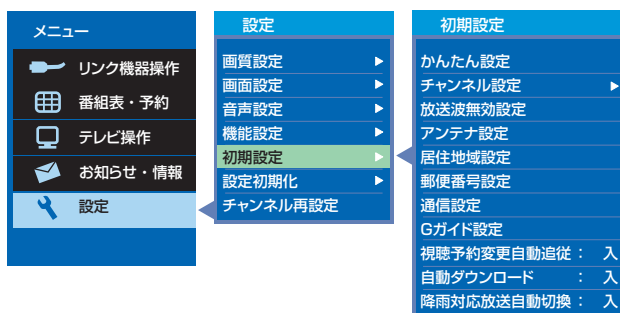 メニュー
リンク機器操作
番組表・予約
テレビ操作
お知らせ・情報
設定
設定
画質設定
画面設定
音声設定
機能設定
初期設定
設定初期化
チャンネル再設定
初期設定
かんたん設定
チャンネル設定
放送波無効設定
アンテナ設定
居住地域設定
郵便番号設定
通信設定
Gガイド設定
視聴予約変更自動追従： 入
自動ダウンロード ： 入
降雨対応放送自動切換： 入